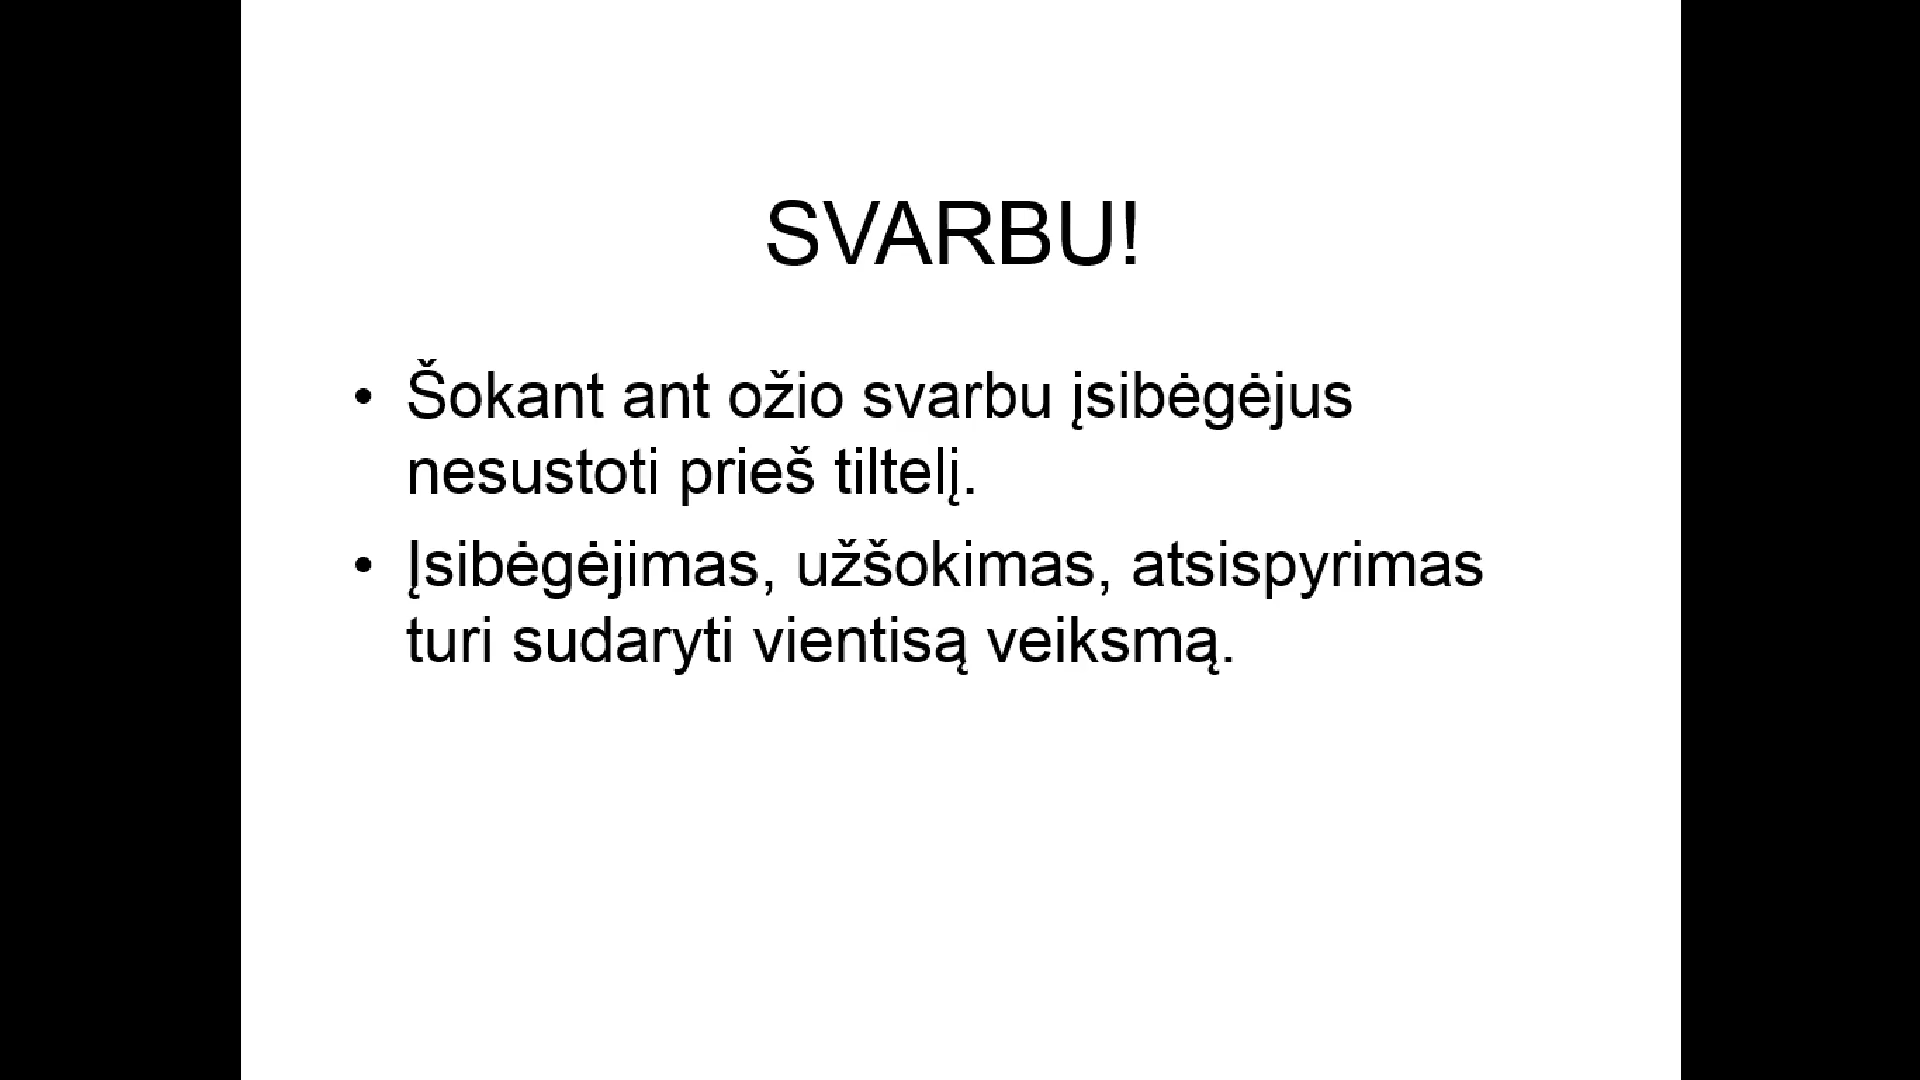 SVARBU!
• Šokant ant ožio svarbu įsibėgėjus
nesustoti prieš tiltelį.
• Įsibėgėjimas, užšokimas, atsispyrimas
turi sudaryti vientisą veiksmą.